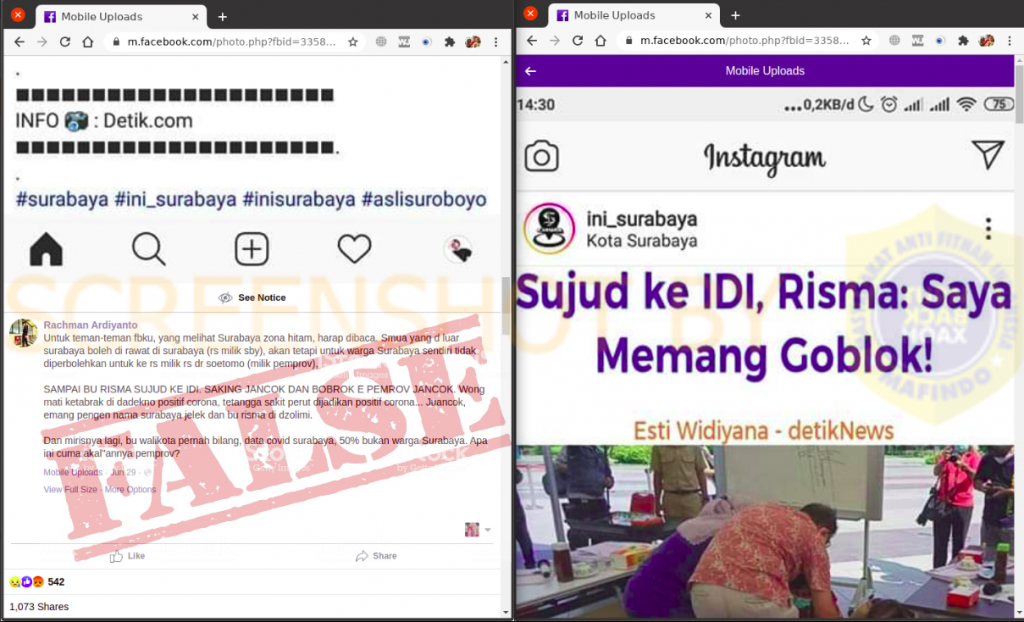 Mobile Uploads
m.facebook.com/photo.php?fbid=3358...
.
INFO : Detik.com
.
.
#surabaya #ini_surabaya #inisurabaya #aslisuroboyo
See Notice
Rachman Ardiyanto
Untuk teman-teman fbku, yang melihat Surabaya zona hitam, harap dibaca. Smua yang d luar
surabaya boleh di rawat di surabaya (rs milik sby), akan tetapi untuk warga Surabaya sendiri tidak
diperbolehkan untuk ke rs milik rs dr soetomo (milik pemprov),
SAMPAI BU RISMA SUJUD KE IDI. SAKING JANCOK DAN BOBROK E PEMROV JANCOK. Wong
mati ketabrak di dadekno positif corona, tetangga sakit perut dijadikan positif corona... Juancok,
emang pengen nama surabaya jelek dan bu risma di dzolimi.
Dan mirisnya lagi, bu walikota pernah bilang, data covid surabaya, 50% bukan warga Surabaya. Apa
ini cuma akal"annya pemprov?
Mobile Uploads · Jun 29 ·
View Full Size · More Options
Like
Share
542
1,073 Shares
FALSE
SCREENSHOT BY
Mobile Uploads
m.facebook.com/photo.php?fbid=3358...
Mobile Uploads
14:30
...0,2KB/d
75
Instagram
ini_surabaya
Kota Surabaya
Sujud ke IDI, Risma: Saya
Memang Goblok!
Esti Widiyana - detikNews
MAFINDO